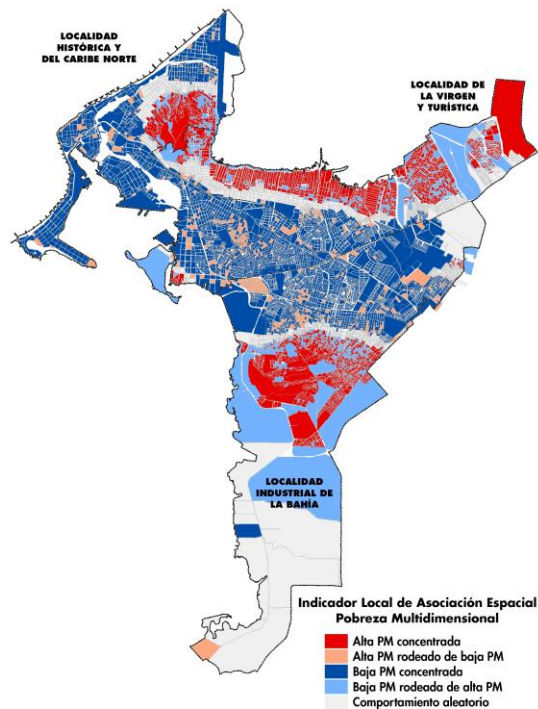 LOCALIDAD
HISTÓRICA Y
DEL CARIBE NORTE
LOCALIDAD DE
LA VIRGEN
Y TURÍSTICA
LOCALIDAD
INDUSTRIAL DE
LA BAHÍA
Indicador Local de Asociación Espacial
Pobreza Multidimensional
Alta PM concentrada
Alta PM rodeado de baja PM
Baja PM concentrada
Baja PM rodeada de alta PM
Comportamiento aleatorio